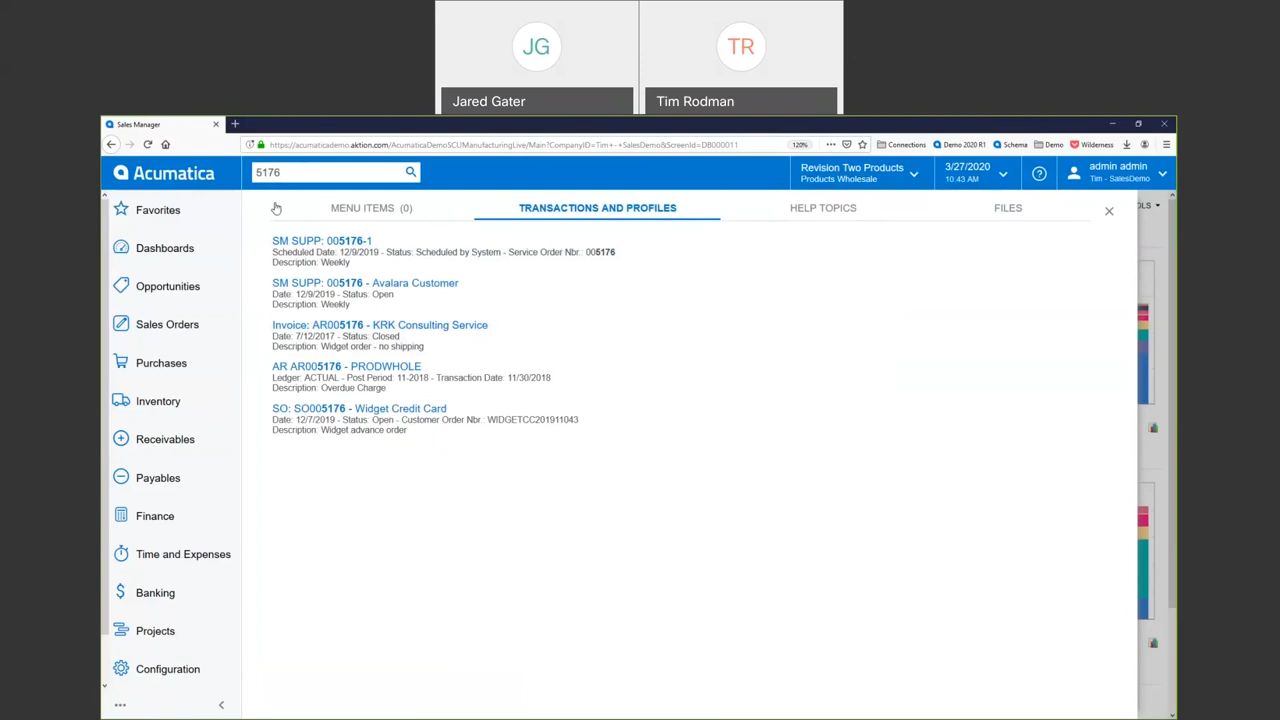 JG
TR
Jared Gater
Tim Rodman
Sales Manager
https://acumaticademo.aktion.com/AcumaticaDemoSCUManufacturingLive/Main?CompanyID=Tim+-+SalesDemo&ScreenId=DB000011
120%
Connections
Demo 2020 R1
Schema
Demo
Wilderness
Acumatica
5176
Revision Two Products
Products Wholesale
3/27/2020
10:43 AM
admin admin
Tim - SalesDemo
Favorites
Dashboards
Opportunities
Sales Orders
Purchases
Inventory
Receivables
Payables
Finance
Time and Expenses
Banking
Projects
Configuration
MENU ITEMS (0)
TRANSACTIONS AND PROFILES
HELP TOPICS
FILES
OLS
SM SUPP: 005176-1
Scheduled Date: 12/9/2019 - Status: Scheduled by System - Service Order Nbr.: 005176
Description: Weekly
SM SUPP: 005176 - Avalara Customer
Date: 12/9/2019 - Status: Open
Description: Weekly
Invoice: AR005176 - KRK Consulting Service
Date: 7/12/2017 - Status: Closed
Description: Widget order - no shipping
AR AR005176 - PRODWHOLE
Ledger: ACTUAL - Post Period: 11-2018 - Transaction Date: 11/30/2018
Description: Overdue Charge
SO: SO005176 - Widget Credit Card
Date: 12/7/2019 - Status: Open - Customer Order Nbr.: WIDGETCC201911043
Description: Widget advance order